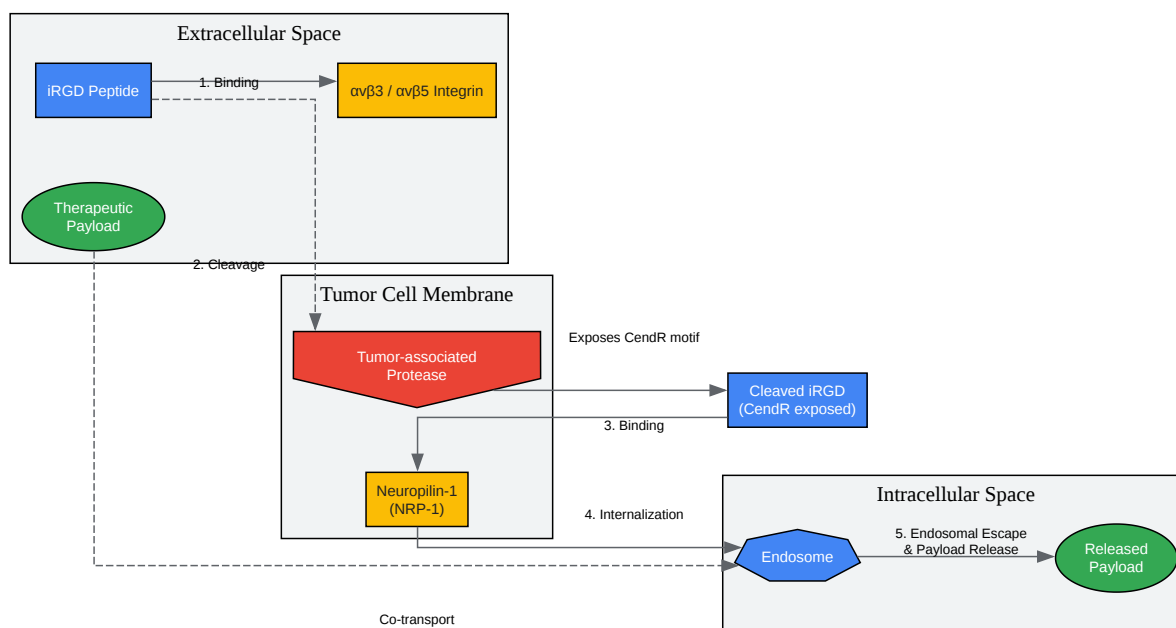 Extracellular Space
iRGD Peptide
1. Binding
αvβ3 / αvβ5 Integrin
Therapeutic
Payload
2. Cleavage
Tumor Cell Membrane
Tumor-associated
Protease
Exposes CendR motif
Cleaved iRGD
(CendR exposed)
3. Binding
Neuropilin-1
(NRP-1)
4. Internalization
Intracellular Space
Endosome
5. Endosomal Escape
& Payload Release
Released
Payload
Co-transport